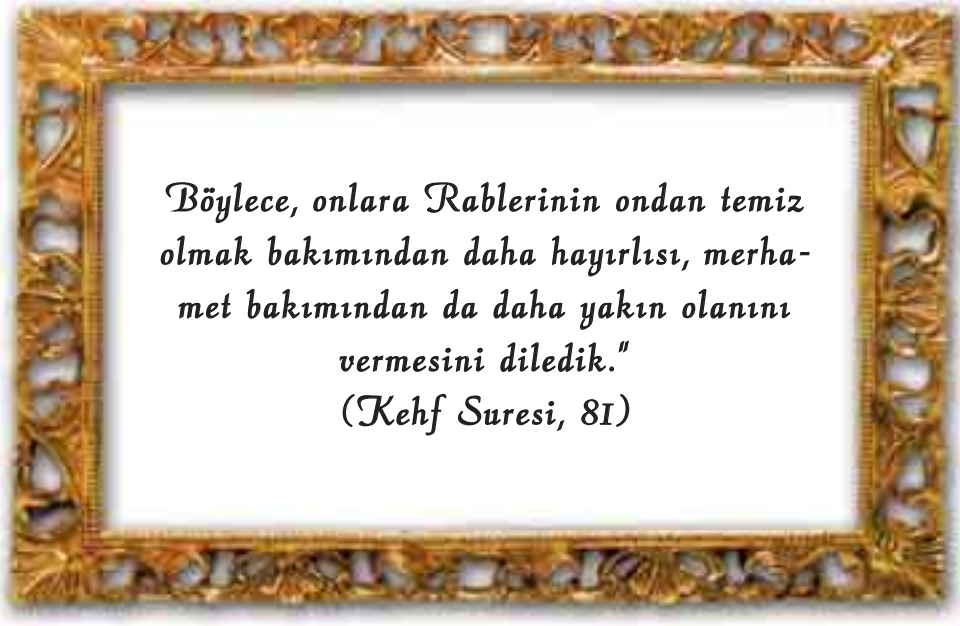 Böylece, onlara Rablerinin ondan temiz
olmak bakımından daha hayırlısı, merha-
met bakımından da daha yakın olanını
vermesini diledik."
(Kehf Suresi, 81)